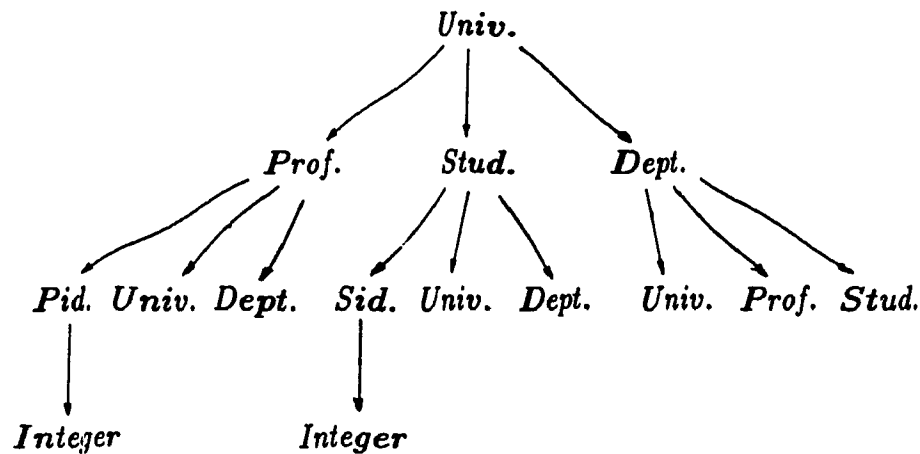 Univ.
Prof. Stud. Dept.
Pid. Univ. Dept. Sid. Univ. Dept. Univ. Prof. Stud.
Integer Integer